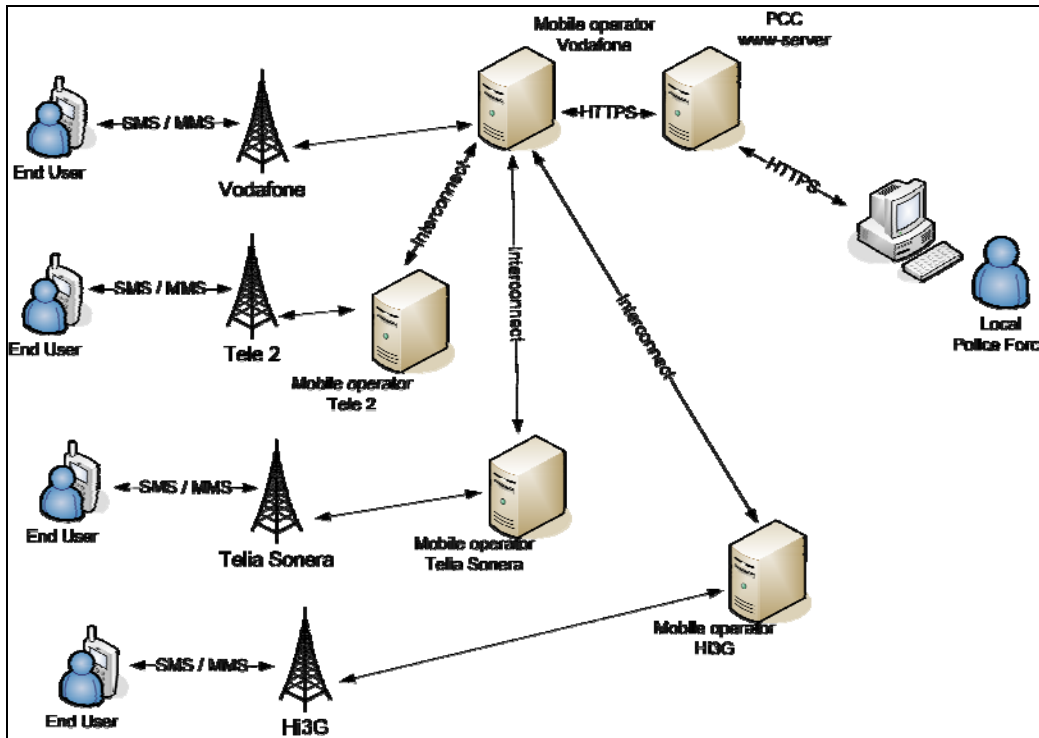 Mobile operator
Vodafone
PCC
www-server
SMS / MMS
HTTPS
End User
Vodafone
HTTPS
Interconnect
Interconnect
Interconnect
SMS / MMS
End User
Tele 2
Mobile operator
Tele 2
Local
Police Forc
SMS / MMS
End User
Telia Sonera
Mobile operator
Telia Sonera
SMS / MMS
End User
Hi3G
Mobile operator
HI3G